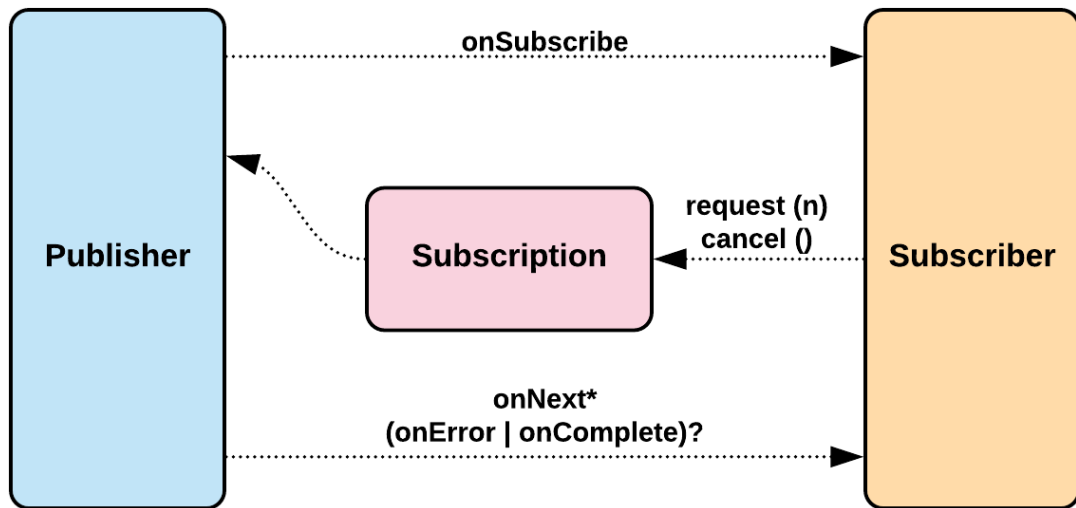 onSubscribe
request (n)
cancel ()
Publisher
Subscription
Subscriber
onNext*
(onError | onComplete)?